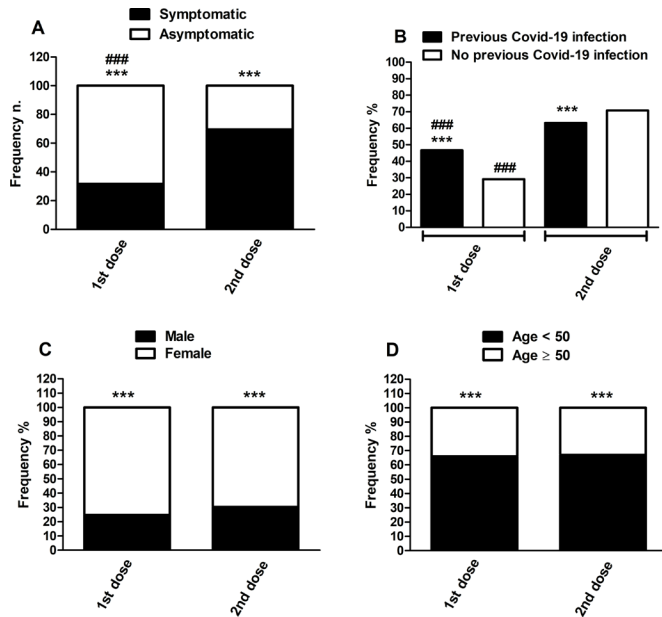 A
Symptomatic
Asymptomatic
Frequency n.
120
100
80
60
40
20
0
###
***
***
1st dose
2nd dose
B
Previous Covid-19 infection
No previous Covid-19 infection
Frequency %
100
90
80
70
60
50
40
30
20
10
0
###
***
###
***
1st dose
2nd dose
C
Male
Female
Frequency %
120
110
100
90
80
70
60
50
40
30
20
10
0
***
***
1st dose
2nd dose
D
Age < 50
Age ≥ 50
Frequency %
120
110
100
90
80
70
60
50
40
30
20
10
0
***
***
1st dose
2nd dose